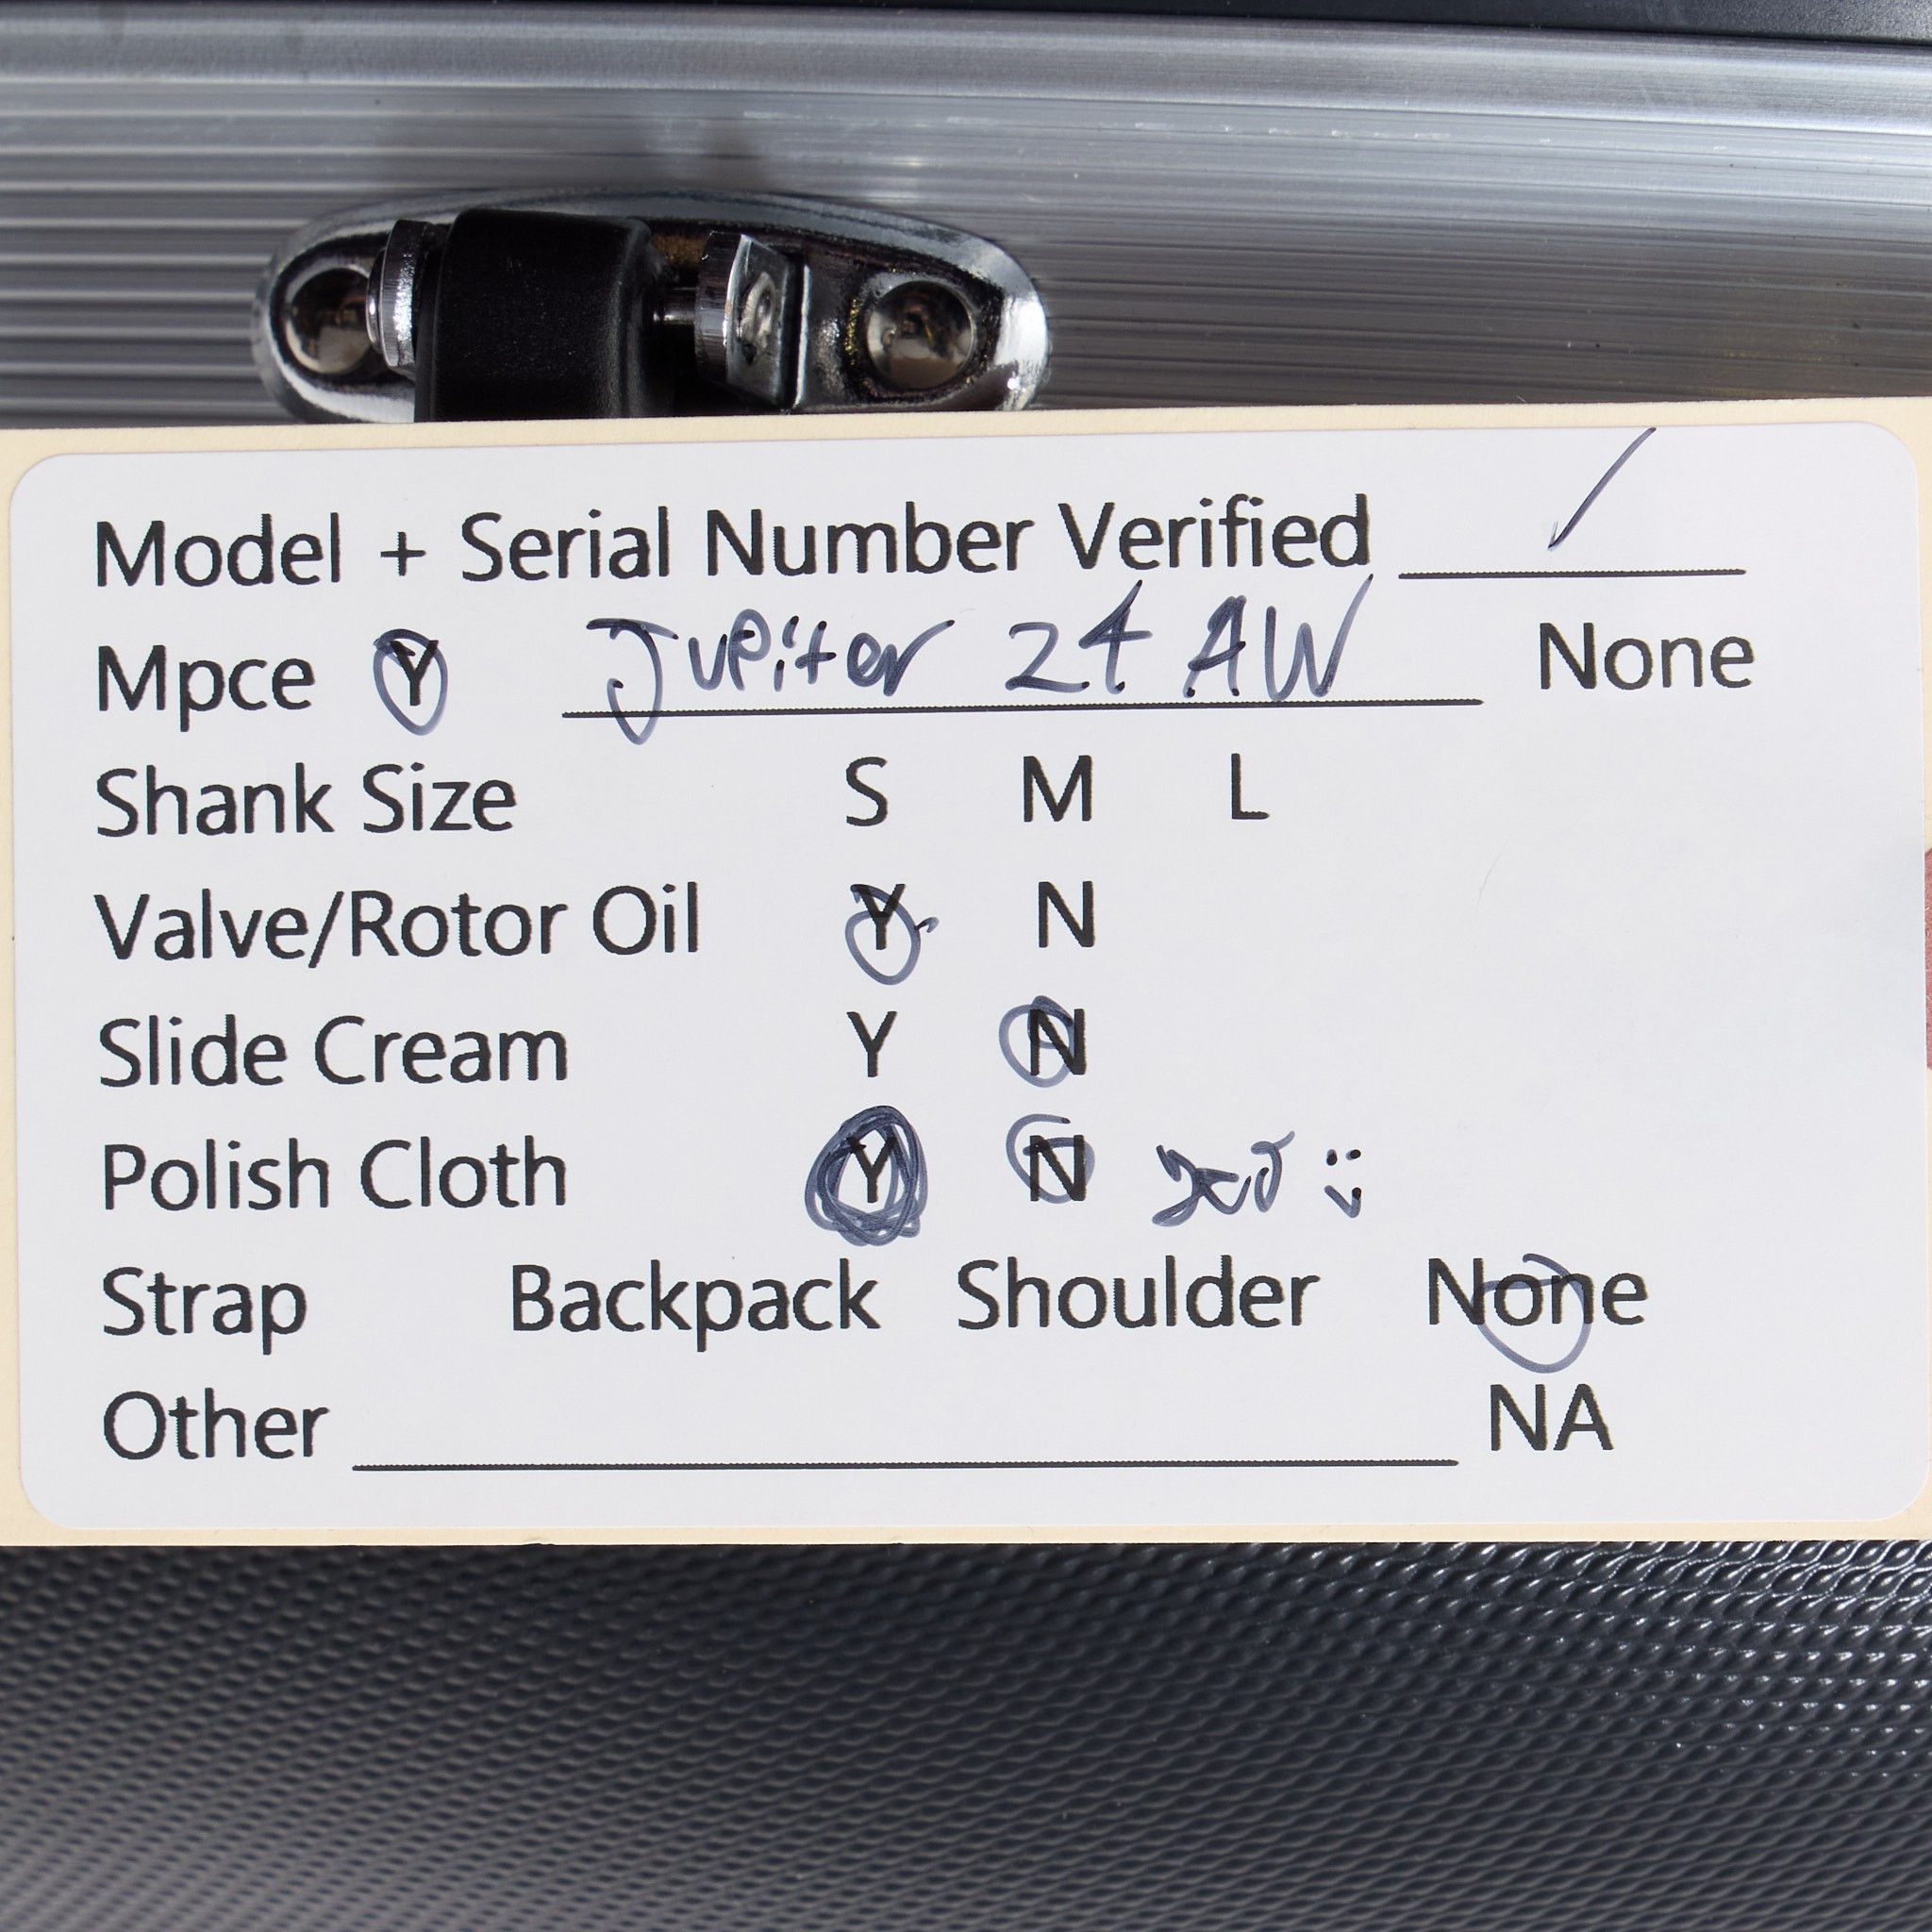 Model + Serial Number Verified ✓
Mpce Y Jupiter 24 AW None
Shank Size S M L
Valve/Rotor Oil Y N
Slide Cream Y N
Polish Cloth Y N yes :)
Strap Backpack Shoulder None
Other NA